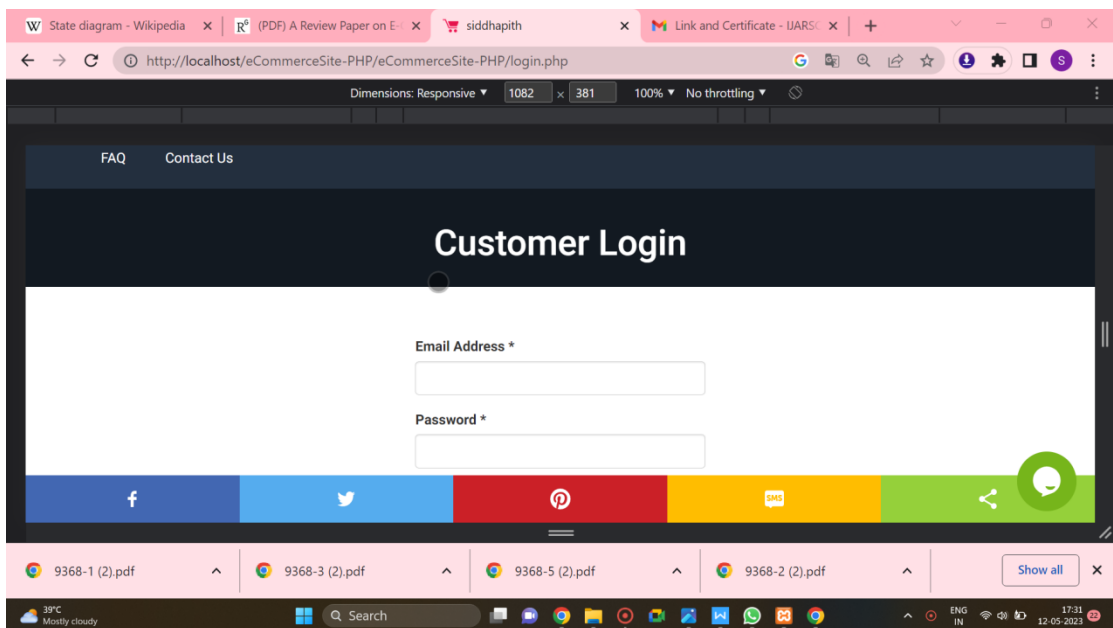 W State diagram - Wikipedia
R⁶ (PDF) A Review Paper on E-
siddhapith
Link and Certificate - IJARSC
http://localhost/eCommerceSite-PHP/eCommerceSite-PHP/login.php
G
S
Dimensions: Responsive ▼ 1082 × 381 100% ▼ No throttling ▼
FAQ Contact Us
Customer Login
Email Address *
Password *
SMS
9368-1 (2).pdf
9368-3 (2).pdf
9368-5 (2).pdf
9368-2 (2).pdf
Show all
39°C
Mostly cloudy
Search
ENG
IN
17:31
12-05-2023
22